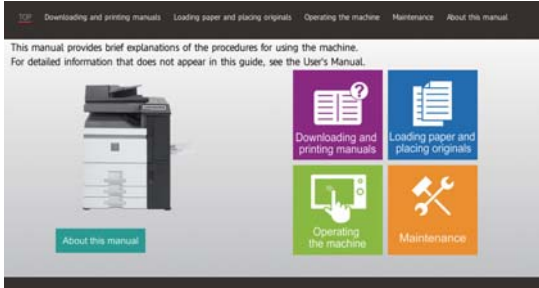 TOP Downloading and printing manuals Loading paper and placing originals Operating the machine Maintenance About this manual
This manual provides brief explanations of the procedures for using the machine.
For detailed information that does not appear in this guide, see the User's Manual.
?
Downloading and
printing manuals
Loading paper and
placing originals
Operating
the machine
Maintenance
About this manual